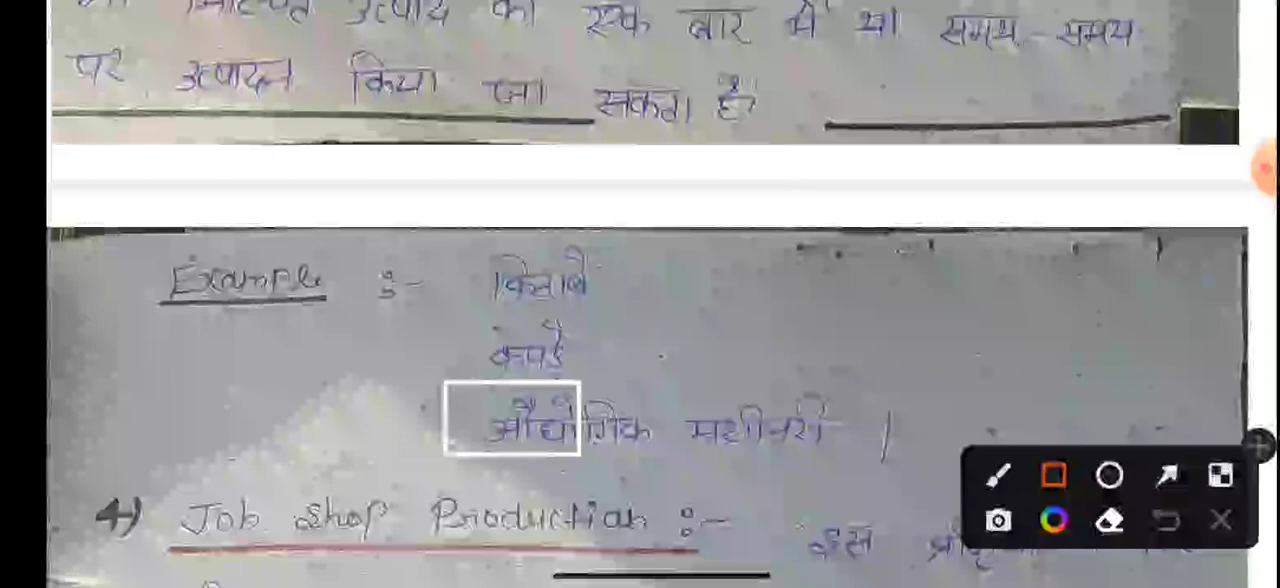 उत्पाद को एक बार में या समय-समय
पर उत्पादन किया जा सकता है
Example :- किताबे
कपड़े
औद्योगिक मशीनरी |
4) Job Shop Production :- इस